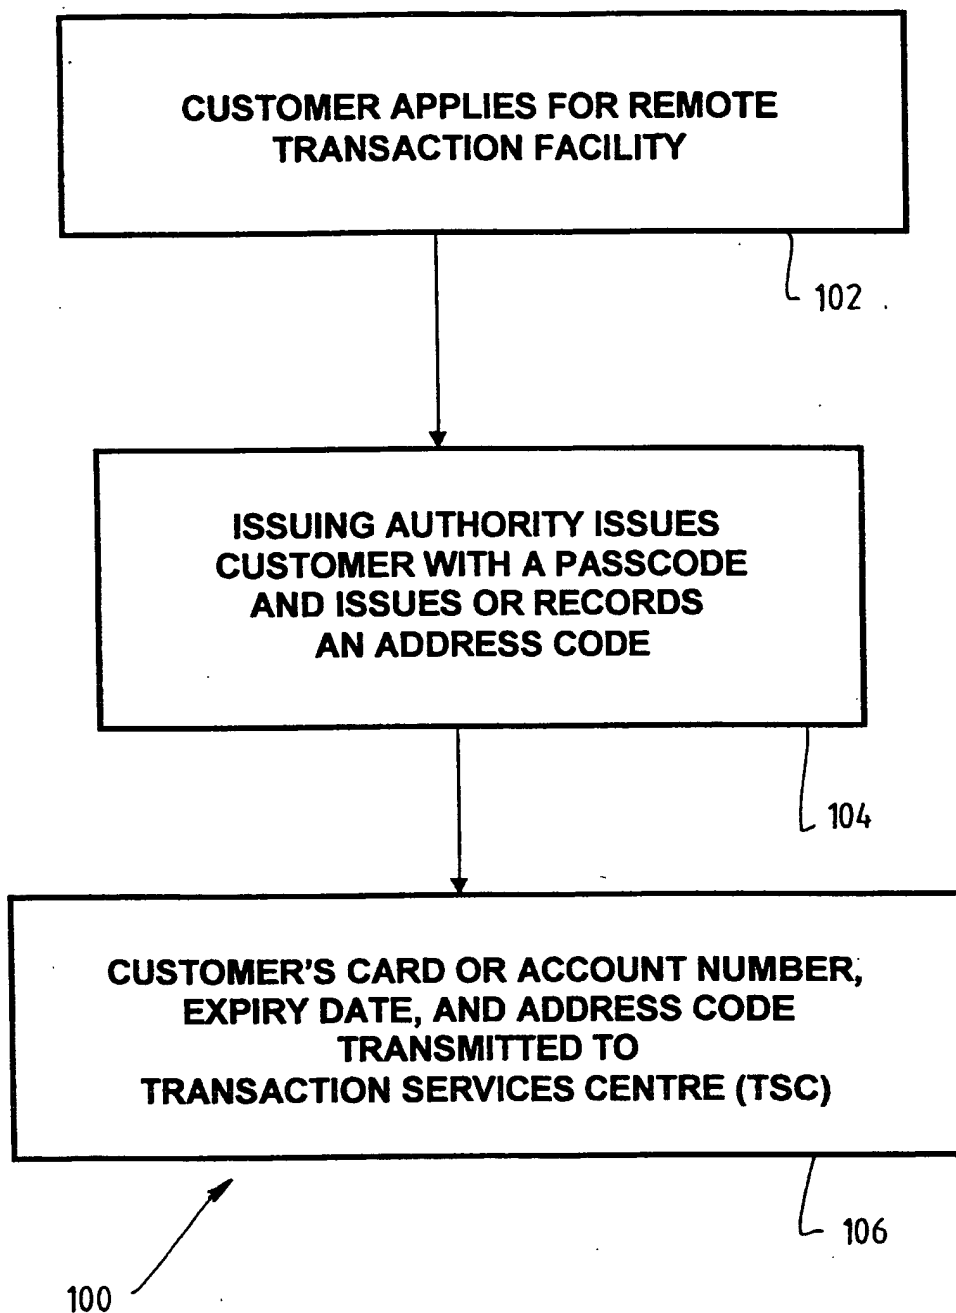 CUSTOMER APPLIES FOR REMOTE
TRANSACTION FACILITY
102
ISSUING AUTHORITY ISSUES
CUSTOMER WITH A PASSCODE
AND ISSUES OR RECORDS
AN ADDRESS CODE
104
CUSTOMER'S CARD OR ACCOUNT NUMBER,
EXPIRY DATE, AND ADDRESS CODE
TRANSMITTED TO
TRANSACTION SERVICES CENTRE (TSC)
106
100